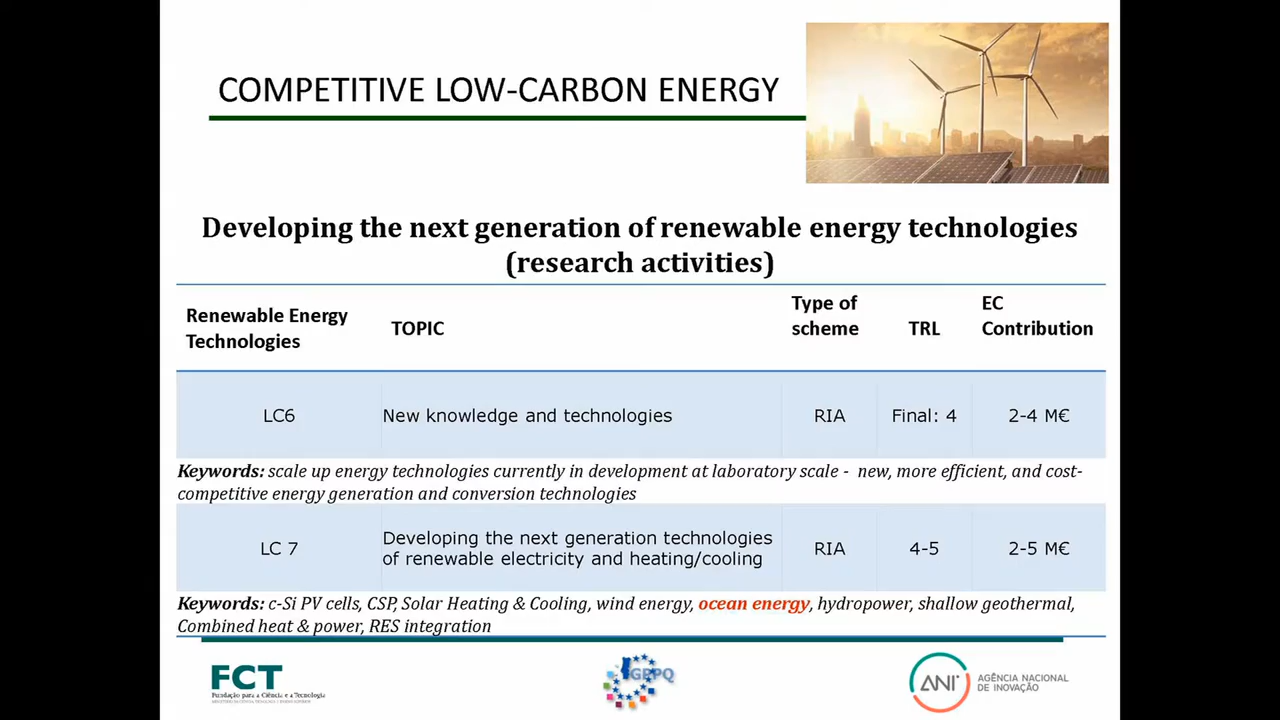 COMPETITIVE LOW-CARBON ENERGY
Developing the next generation of renewable energy technologies
(research activities)
Renewable Energy
Technologies
TOPIC
Type of
scheme
TRL
EC
Contribution
LC6
New knowledge and technologies
RIA
Final: 4
2-4 M€
Keywords: scale up energy technologies currently in development at laboratory scale - new, more efficient, and cost-
competitive energy generation and conversion technologies
LC 7
Developing the next generation technologies
of renewable electricity and heating/cooling
RIA
4-5
2-5 M€
Keywords: c-Si PV cells, CSP, Solar Heating & Cooling, wind energy, ocean energy, hydropower, shallow geothermal,
Combined heat & power, RES integration
FCT
Fundação para a Ciência e a Tecnologia
GPPQ
ANI
AGÊNCIA NACIONAL
DE INOVAÇÃO